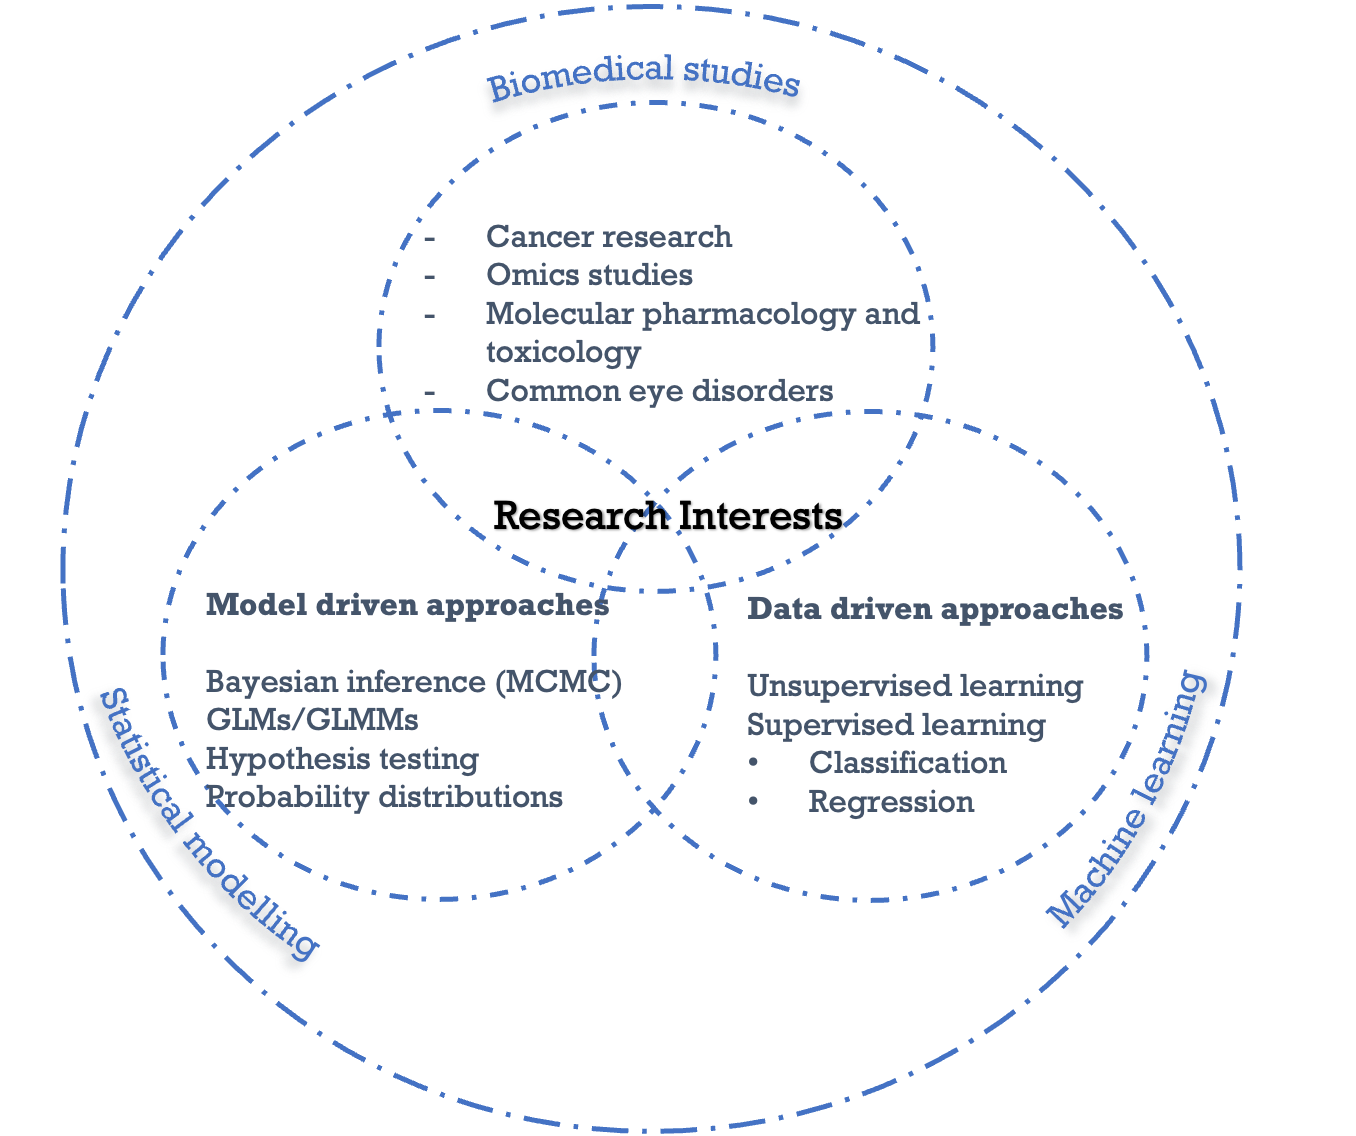 Biomedical studies
- Cancer research
- Omics studies
- Molecular pharmacology and
toxicology
- Common eye disorders
Research Interests
Model driven approaches
Bayesian inference (MCMC)
GLMs/GLMMs
Hypothesis testing
Probability distributions
Data driven approaches
Unsupervised learning
Supervised learning
• Classification
• Regression
Statistical modelling
Machine learning